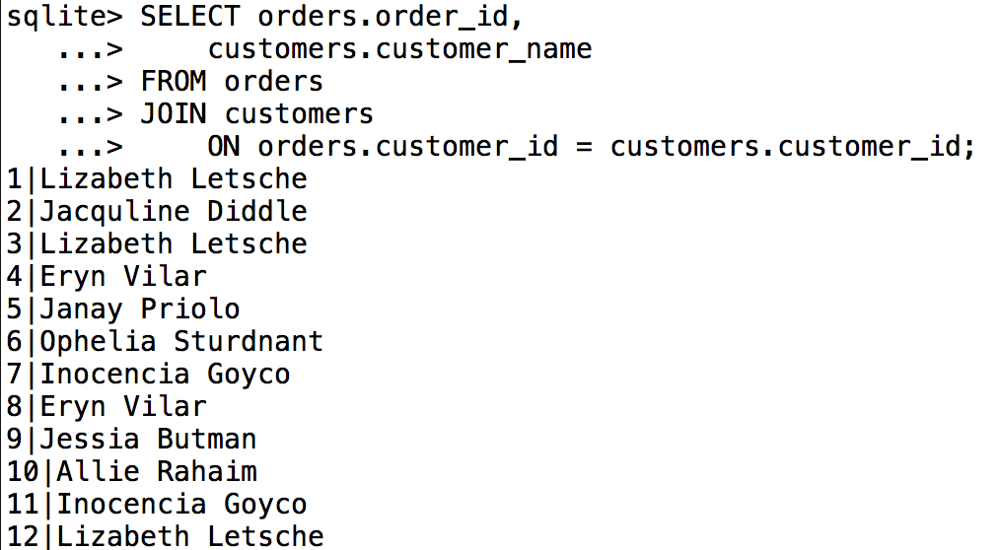 sqlite> SELECT orders.order_id,
   ...>     customers.customer_name
   ...> FROM orders
   ...> JOIN customers
   ...>     ON orders.customer_id = customers.customer_id;
1|Lizabeth Letsche
2|Jacquline Diddle
3|Lizabeth Letsche
4|Eryn Vilar
5|Janay Priolo
6|Ophelia Sturdnant
7|Inocencia Goyco
8|Eryn Vilar
9|Jessia Butman
10|Allie Rahaim
11|Inocencia Goyco
12|Lizabeth Letsche